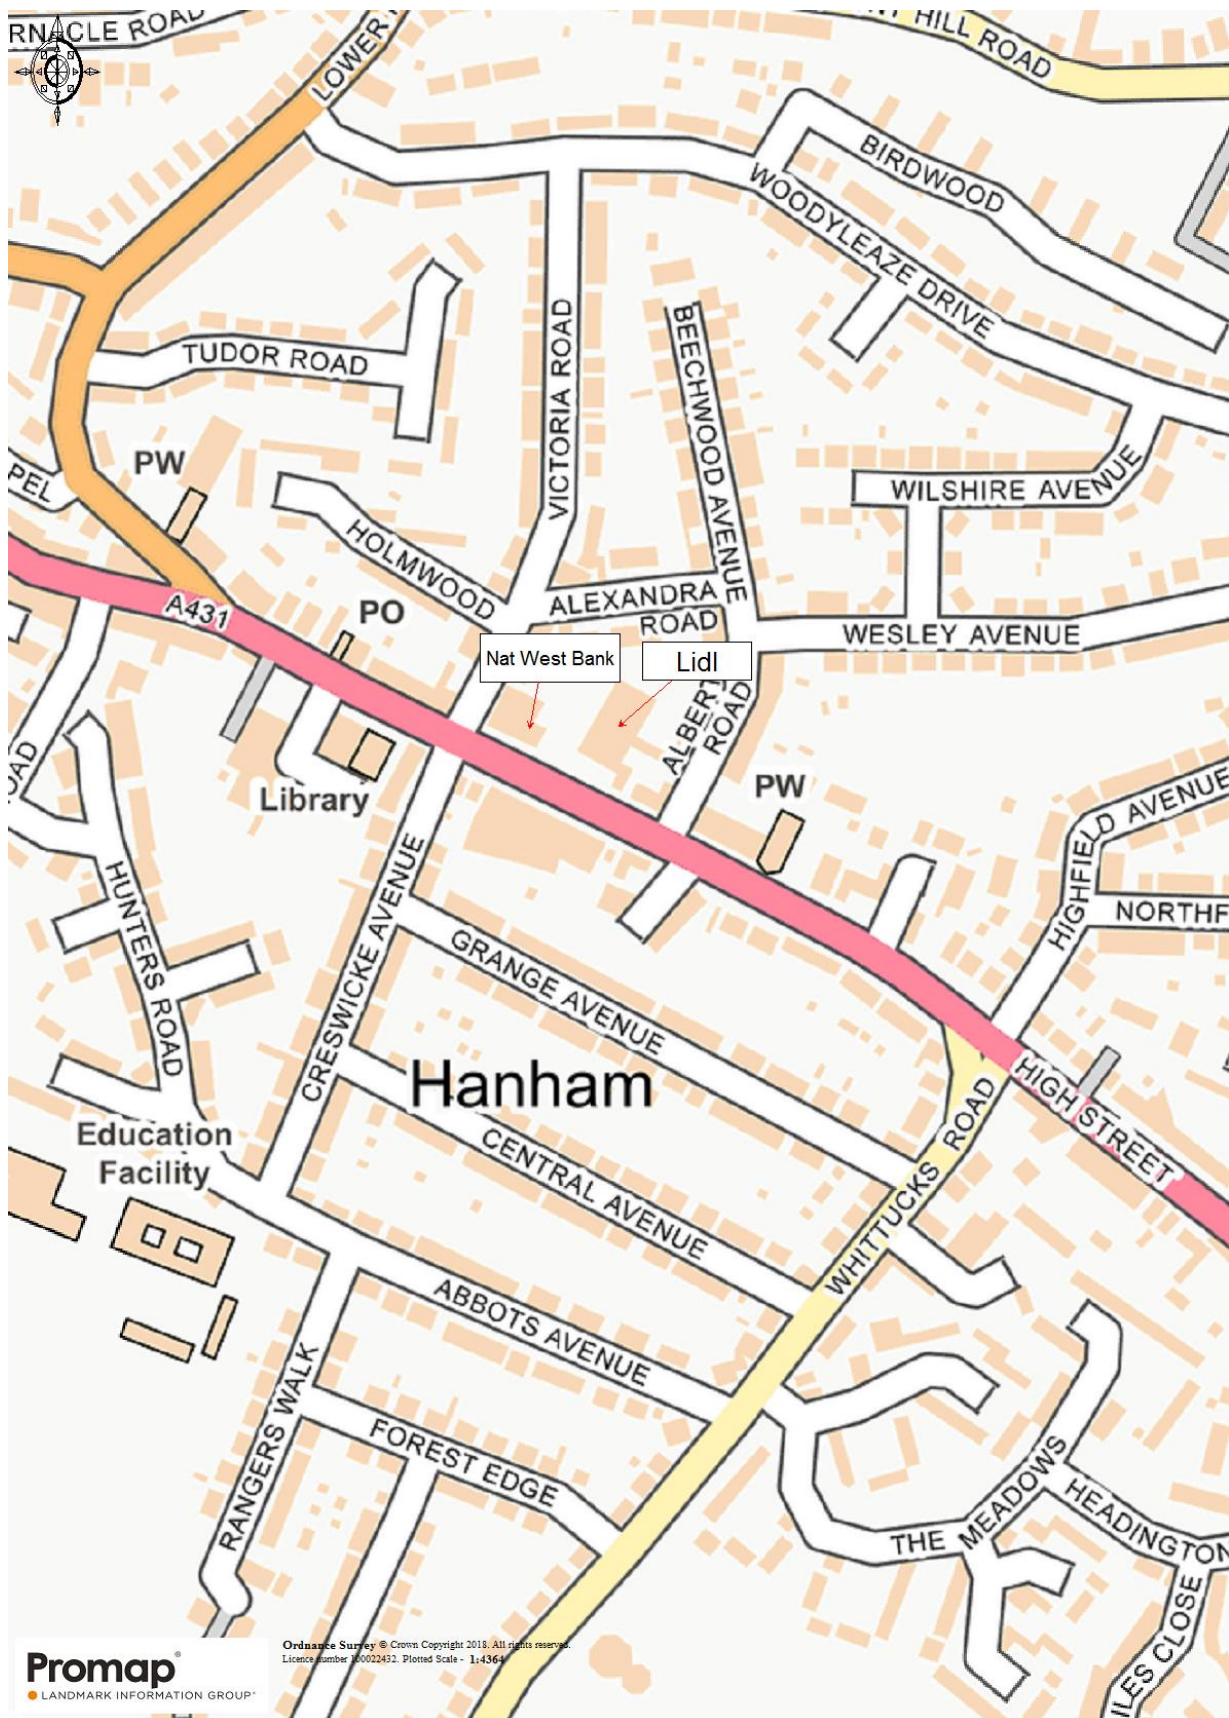 RNACLE ROAD
LOWER
HILL ROAD
BIRDWOOD
WOODYLEAZE DRIVE
TUDOR ROAD
VICTORIA ROAD
BEECHWOOD AVENUE
PW
PEL
HOLMWOOD
WILSHIRE AVENUE
A431
PO
ALEXANDRA
ROAD
WESLEY AVENUE
Nat West Bank
Lidl
ALBERT
ROAD
OAD
Library
PW
HIGHFIELD AVENUE
HUNTERS ROAD
CRESWICKE AVENUE
NORTHF
GRANGE AVENUE
Hanham
HIGH STREET
Education
Facility
CENTRAL AVENUE
WHITTUCKS ROAD
ABBOTS AVENUE
RANGERS WALK
FOREST EDGE
THE MEADOWS
HEADINGTON
ILES CLOSE
Promap®
LANDMARK INFORMATION GROUP®
Ordnance Survey © Crown Copyright 2018. All rights reserved.
Licence number 100022432. Plotted Scale - 1:4364